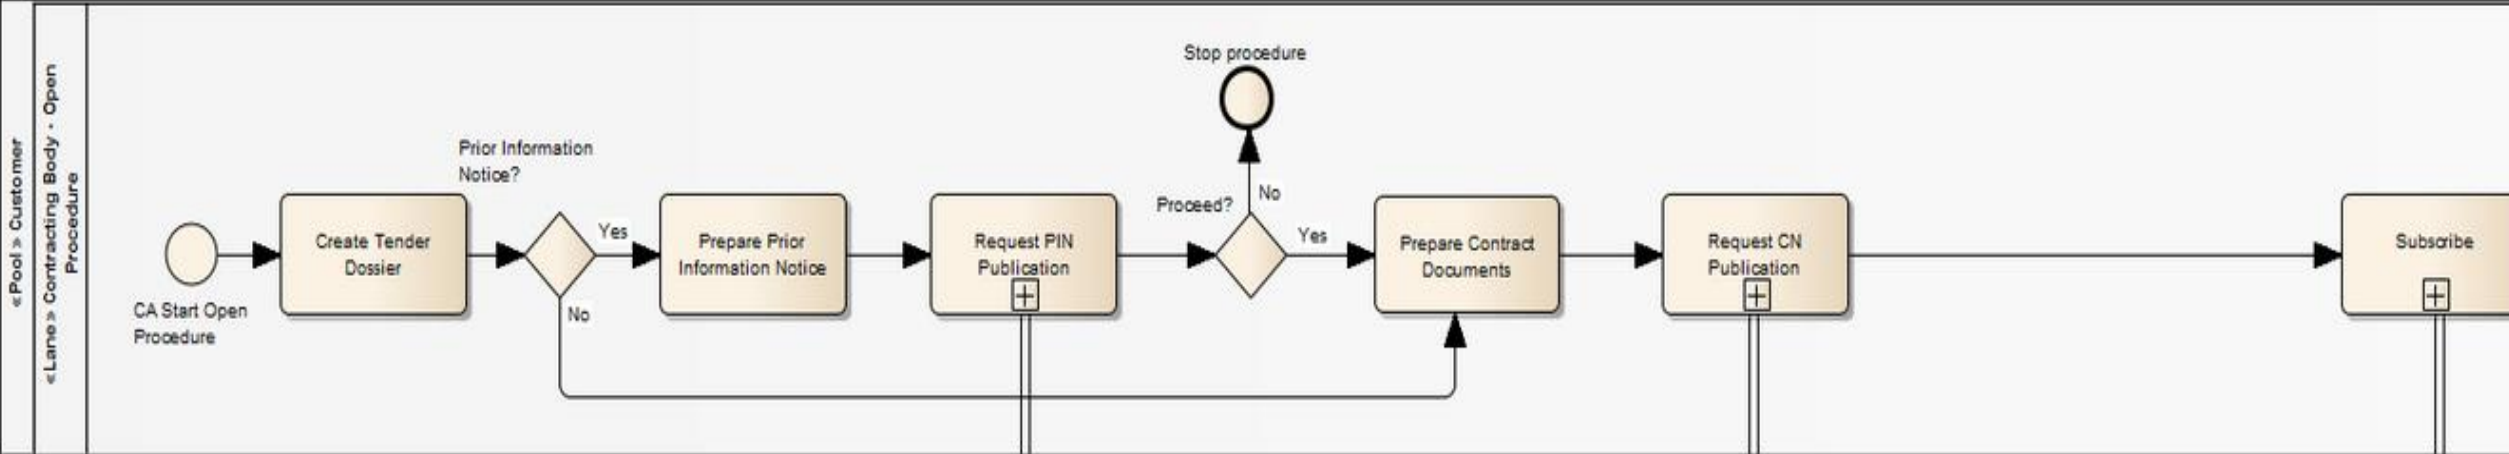 «Pool» Customer
«Lane» Contracting Body - Open
Procedure
CA Start Open
Procedure
Create Tender
Dossier
Prior Information
Notice?
Yes
No
Prepare Prior
Information Notice
Request PIN
Publication
Proceed?
No
Stop procedure
Yes
Prepare Contract
Documents
Request CN
Publication
Subscribe